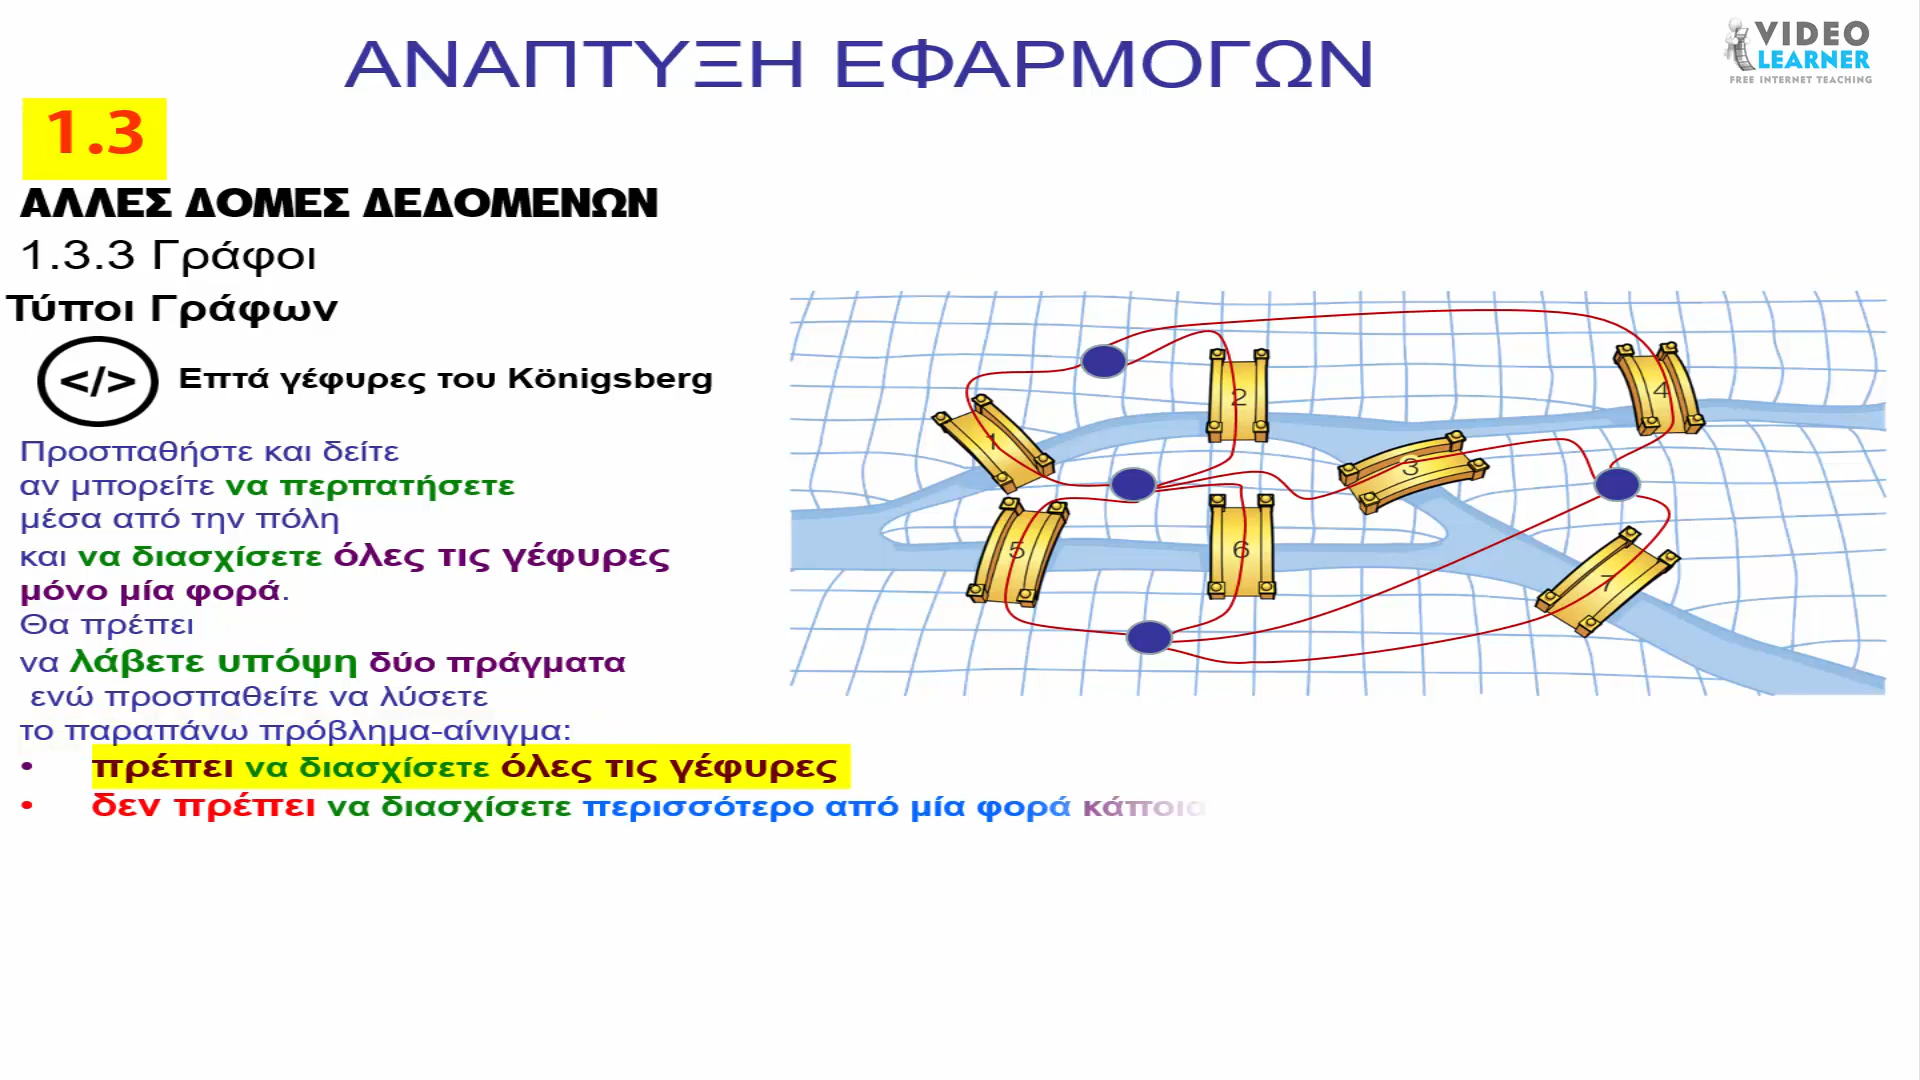 ΑΝΑΠΤΥΞΗ ΕΦΑΡΜΟΓΩΝ
VIDEO
LEARNER
FREE INTERNET TEACHING
1.3
ΑΛΛΕΣ ΔΟΜΕΣ ΔΕΔΟΜΕΝΩΝ
1.3.3 Γράφοι
Τύποι Γράφων
</> Επτά γέφυρες του Königsberg
Προσπαθήστε και δείτε
αν μπορείτε να περπατήσετε
μέσα από την πόλη
και να διασχίσετε όλες τις γέφυρες
μόνο μία φορά.
Θα πρέπει
να λάβετε υπόψη δύο πράγματα
ενώ προσπαθείτε να λύσετε
το παραπάνω πρόβλημα-αίνιγμα:
• πρέπει να διασχίσετε όλες τις γέφυρες
• δεν πρέπει να διασχίσετε περισσότερο από μία φορά κάποια
1
2
3
4
5
6
7